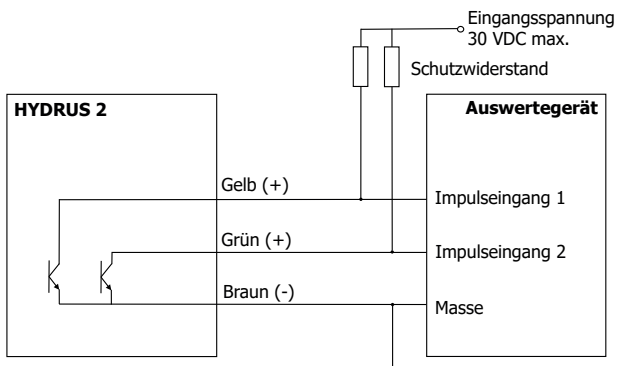 Eingangsspannung
30 VDC max.
Schutzwiderstand
HYDRUS 2
Auswertegerät
Gelb (+)
Impulseingang 1
Grün (+)
Impulseingang 2
Braun (-)
Masse